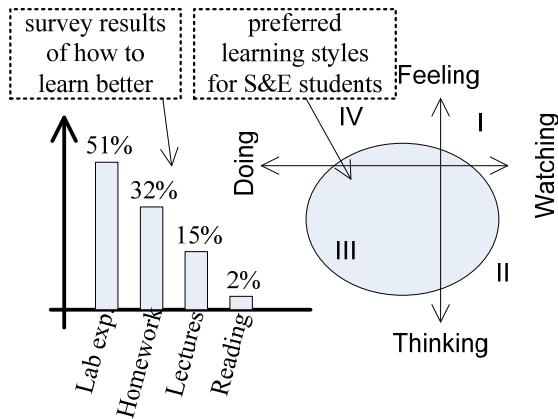 survey results
of how to
learn better
preferred
learning styles
for S&E students
51%
32%
15%
2%
Lab exp.
Homework
Lectures
Reading
Feeling
IV
I
Doing
Watching
III
II
Thinking